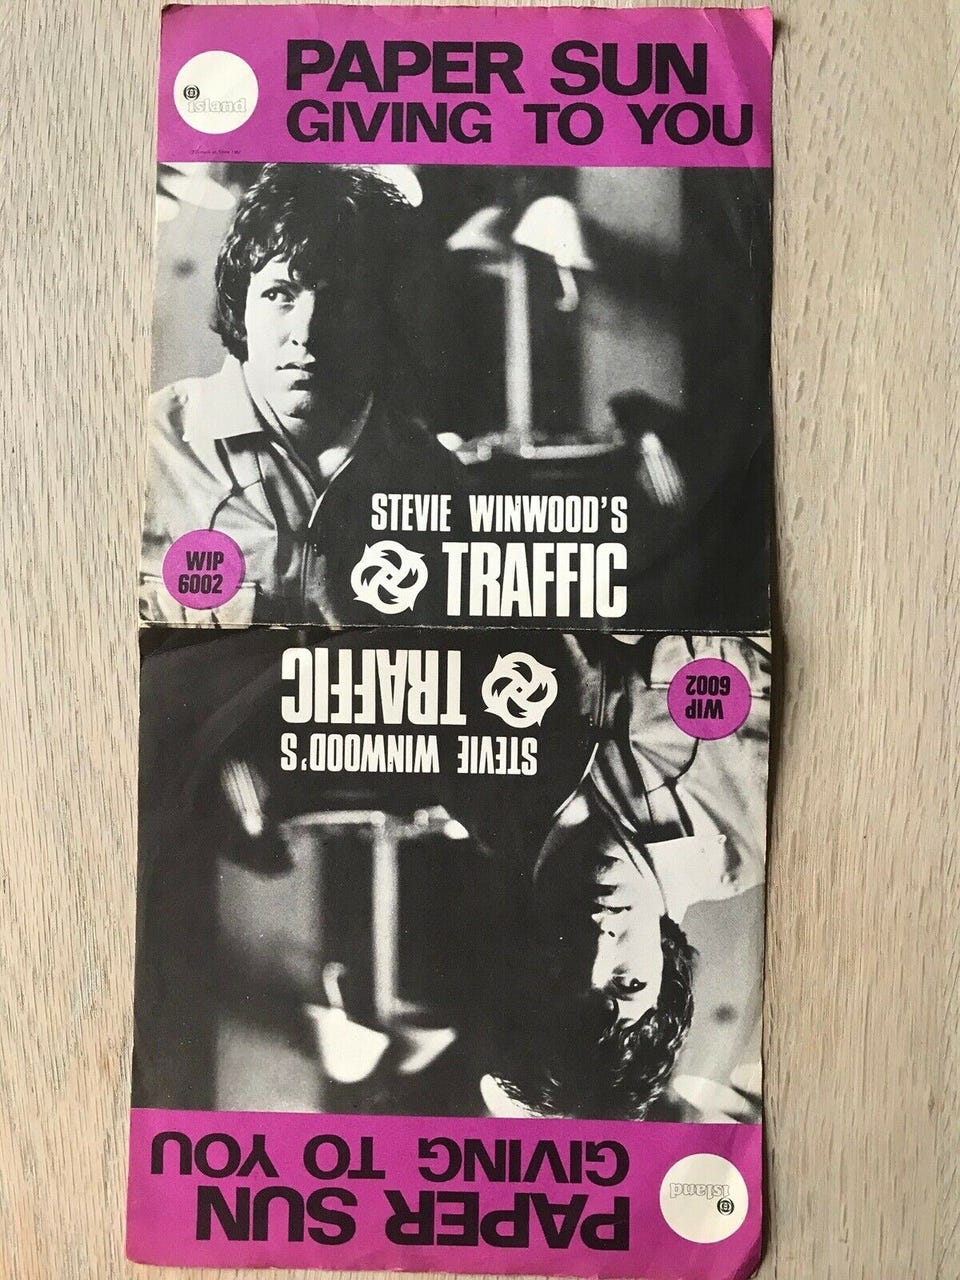 island
PAPER SUN
GIVING TO YOU
STEVIE WINWOOD'S
TRAFFIC
WIP
6002
PAPER SUN
GIVING TO YOU
island
STEVIE WINWOOD'S
TRAFFIC
WIP
6002